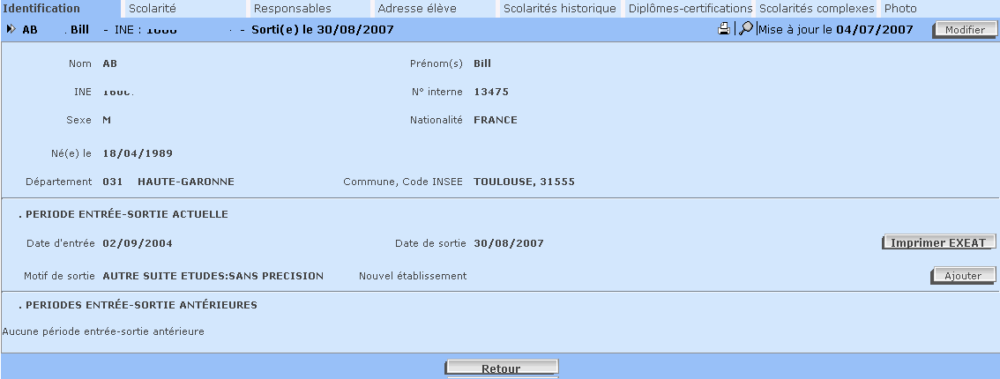 Identification Scolarité Responsables Adresse élève Scolarités historique Diplômes-certifications Scolarités complexes Photo
AB . Bill - INE : - Sorti(e) le 30/08/2007 Mise à jour le 04/07/2007 Modifier
Nom AB Prénom(s) Bill
INE N° interne 13475
Sexe M Nationalité FRANCE
Né(e) le 18/04/1989
Département 031 HAUTE-GARONNE Commune, Code INSEE TOULOUSE, 31555
. PERIODE ENTRÉE-SORTIE ACTUELLE
Date d'entrée 02/09/2004 Date de sortie 30/08/2007 Imprimer EXEAT
Motif de sortie AUTRE SUITE ETUDES:SANS PRECISION Nouvel établissement Ajouter
. PERIODES ENTRÉE-SORTIE ANTÉRIEURES
Aucune période entrée-sortie antérieure
Retour